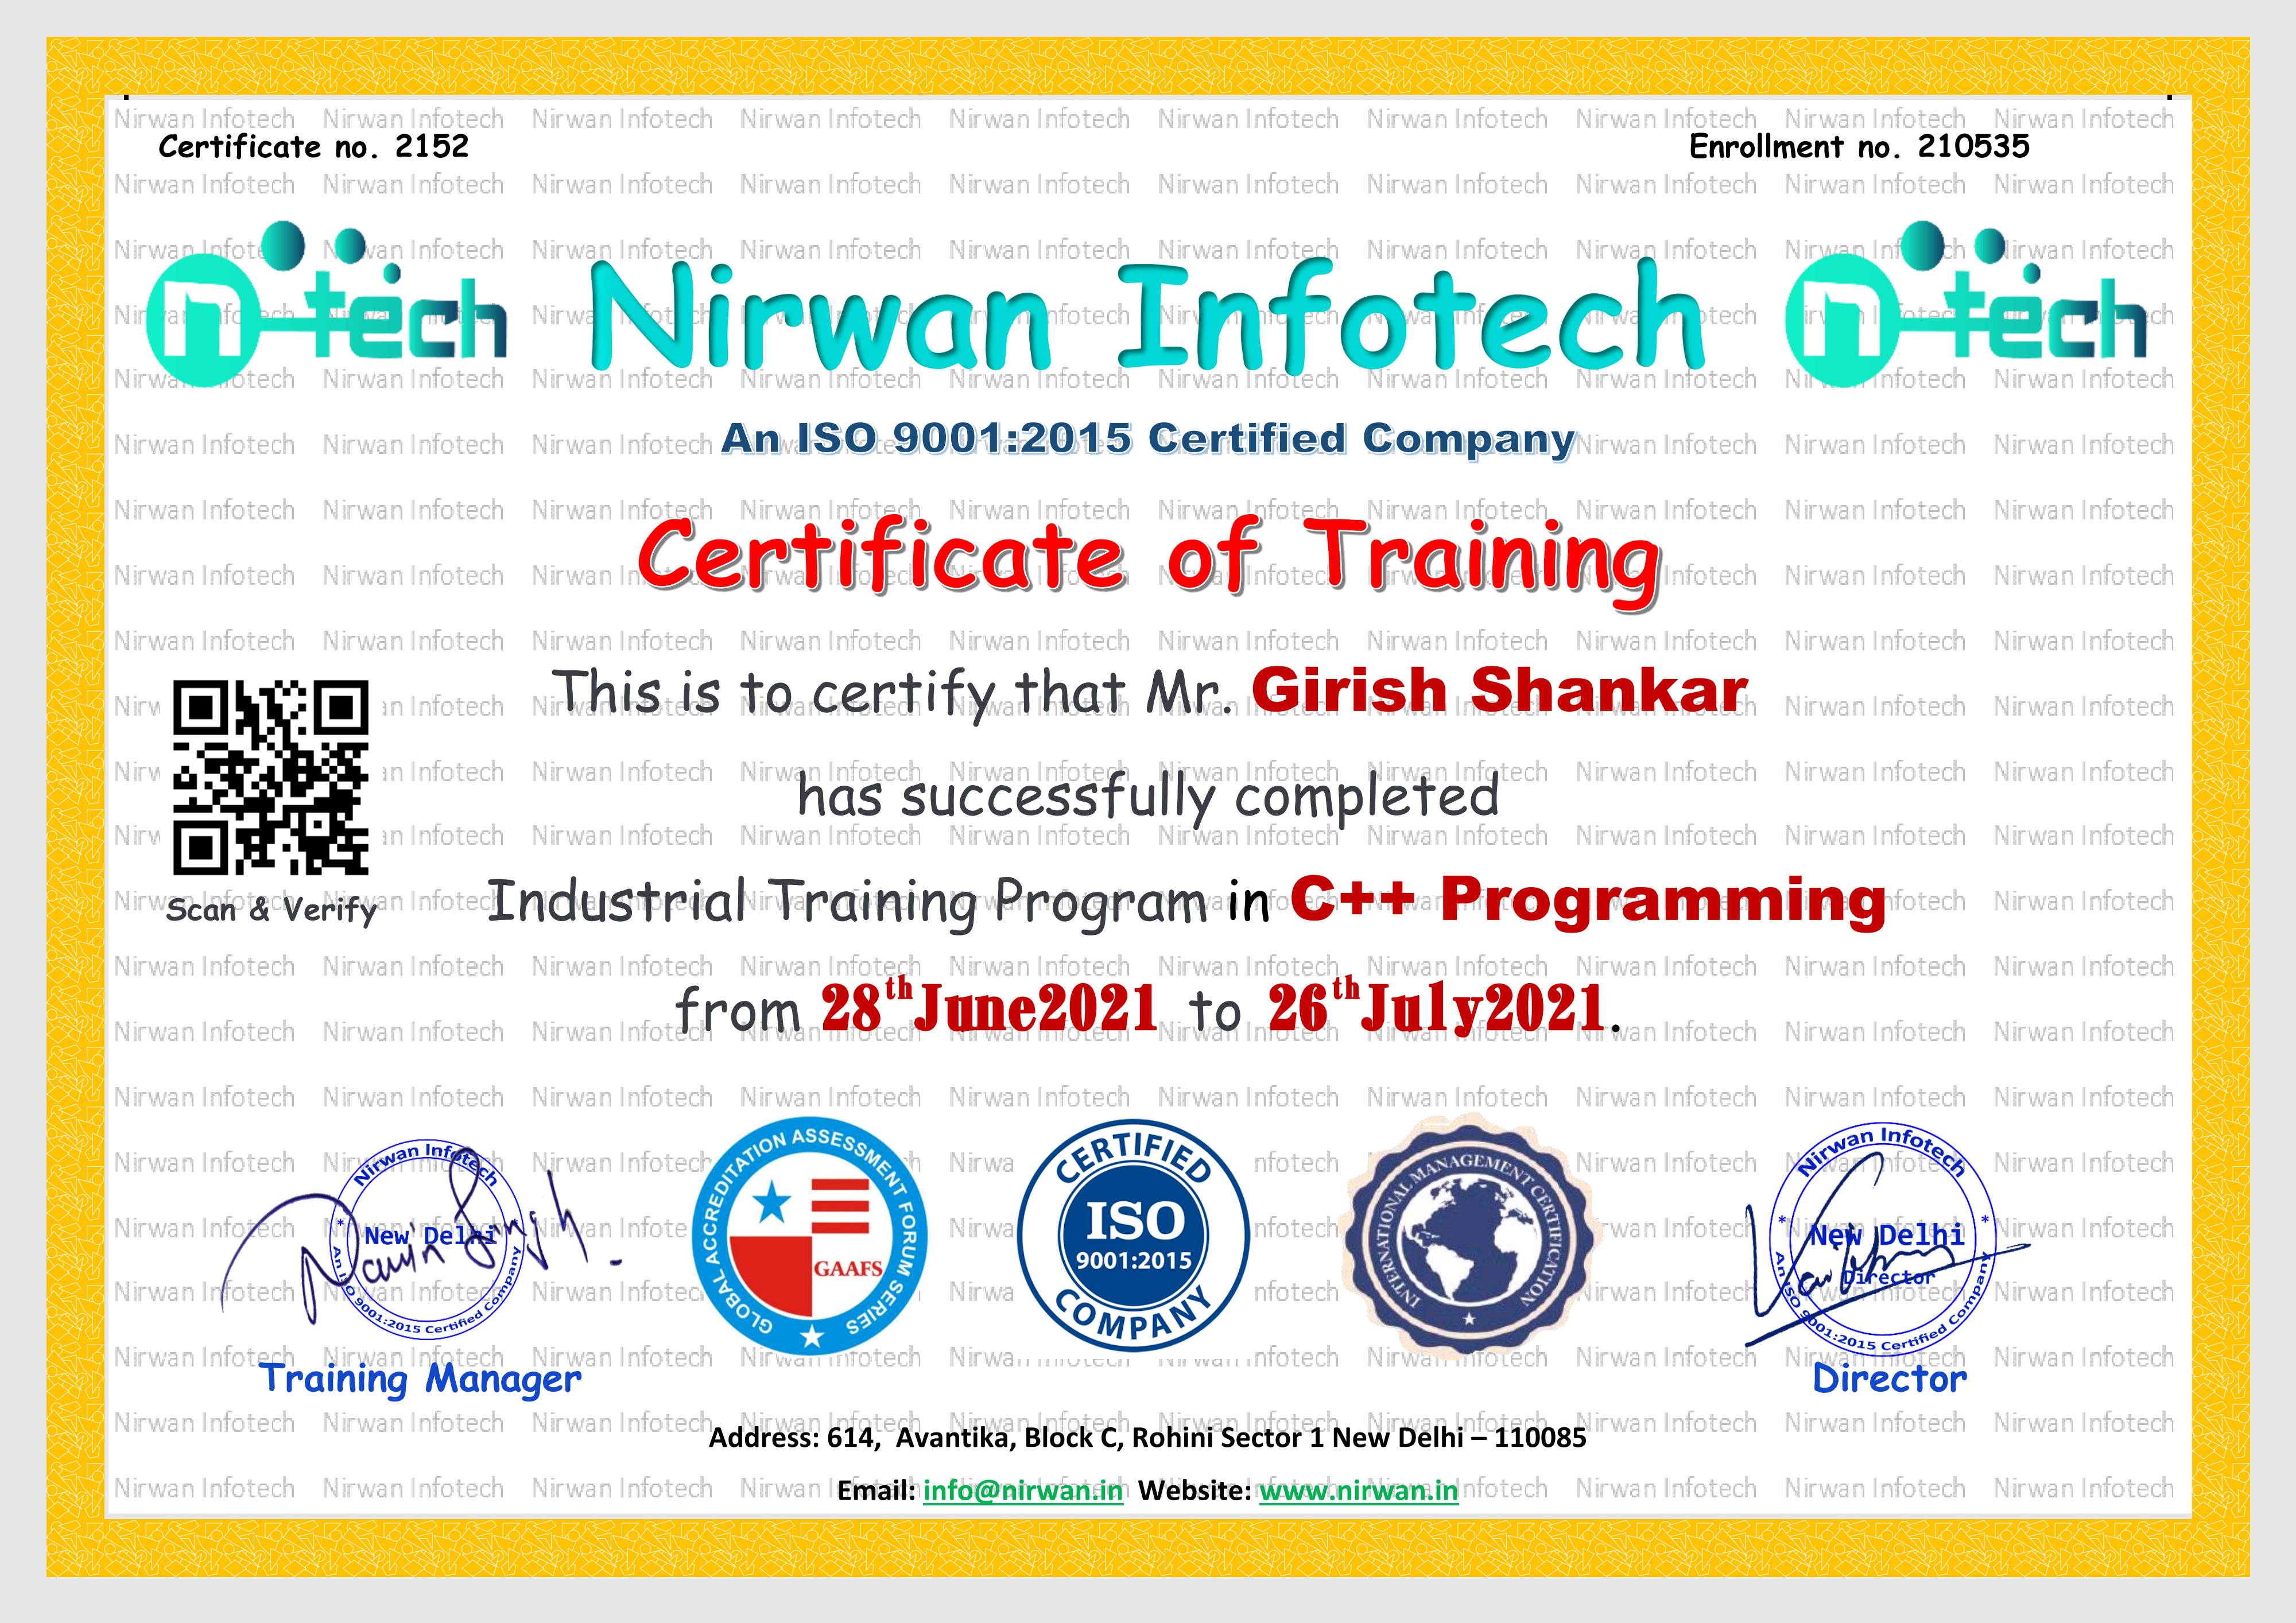 Certificate no. 2152
Enrollment no. 210535
n-tech
Nirwan Infotech
n-tech
An ISO 9001:2015 Certified Company
Certificate of Training
This is to certify that Mr. Girish Shankar
has successfully completed
Scan & Verify
Industrial Training Program in C++ Programming
from 28th June2021 to 26th July2021.
Nirwan Infotech
New Delhi
* An ISO 9001:2015 Certified Company
Navin Singh
Training Manager
GLOBAL ACCREDITATION ASSESSMENT FORUM SERIES
GAAFS
CERTIFIED
ISO
9001:2015
COMPANY
INTERNATIONAL MANAGEMENT CERTIFICATION
Nirwan Infotech
* New Delhi *
Director
An ISO 9001:2015 Certified Company
Director
Address: 614, Avantika, Block C, Rohini Sector 1 New Delhi – 110085
Email: info@nirwan.in Website: www.nirwan.in